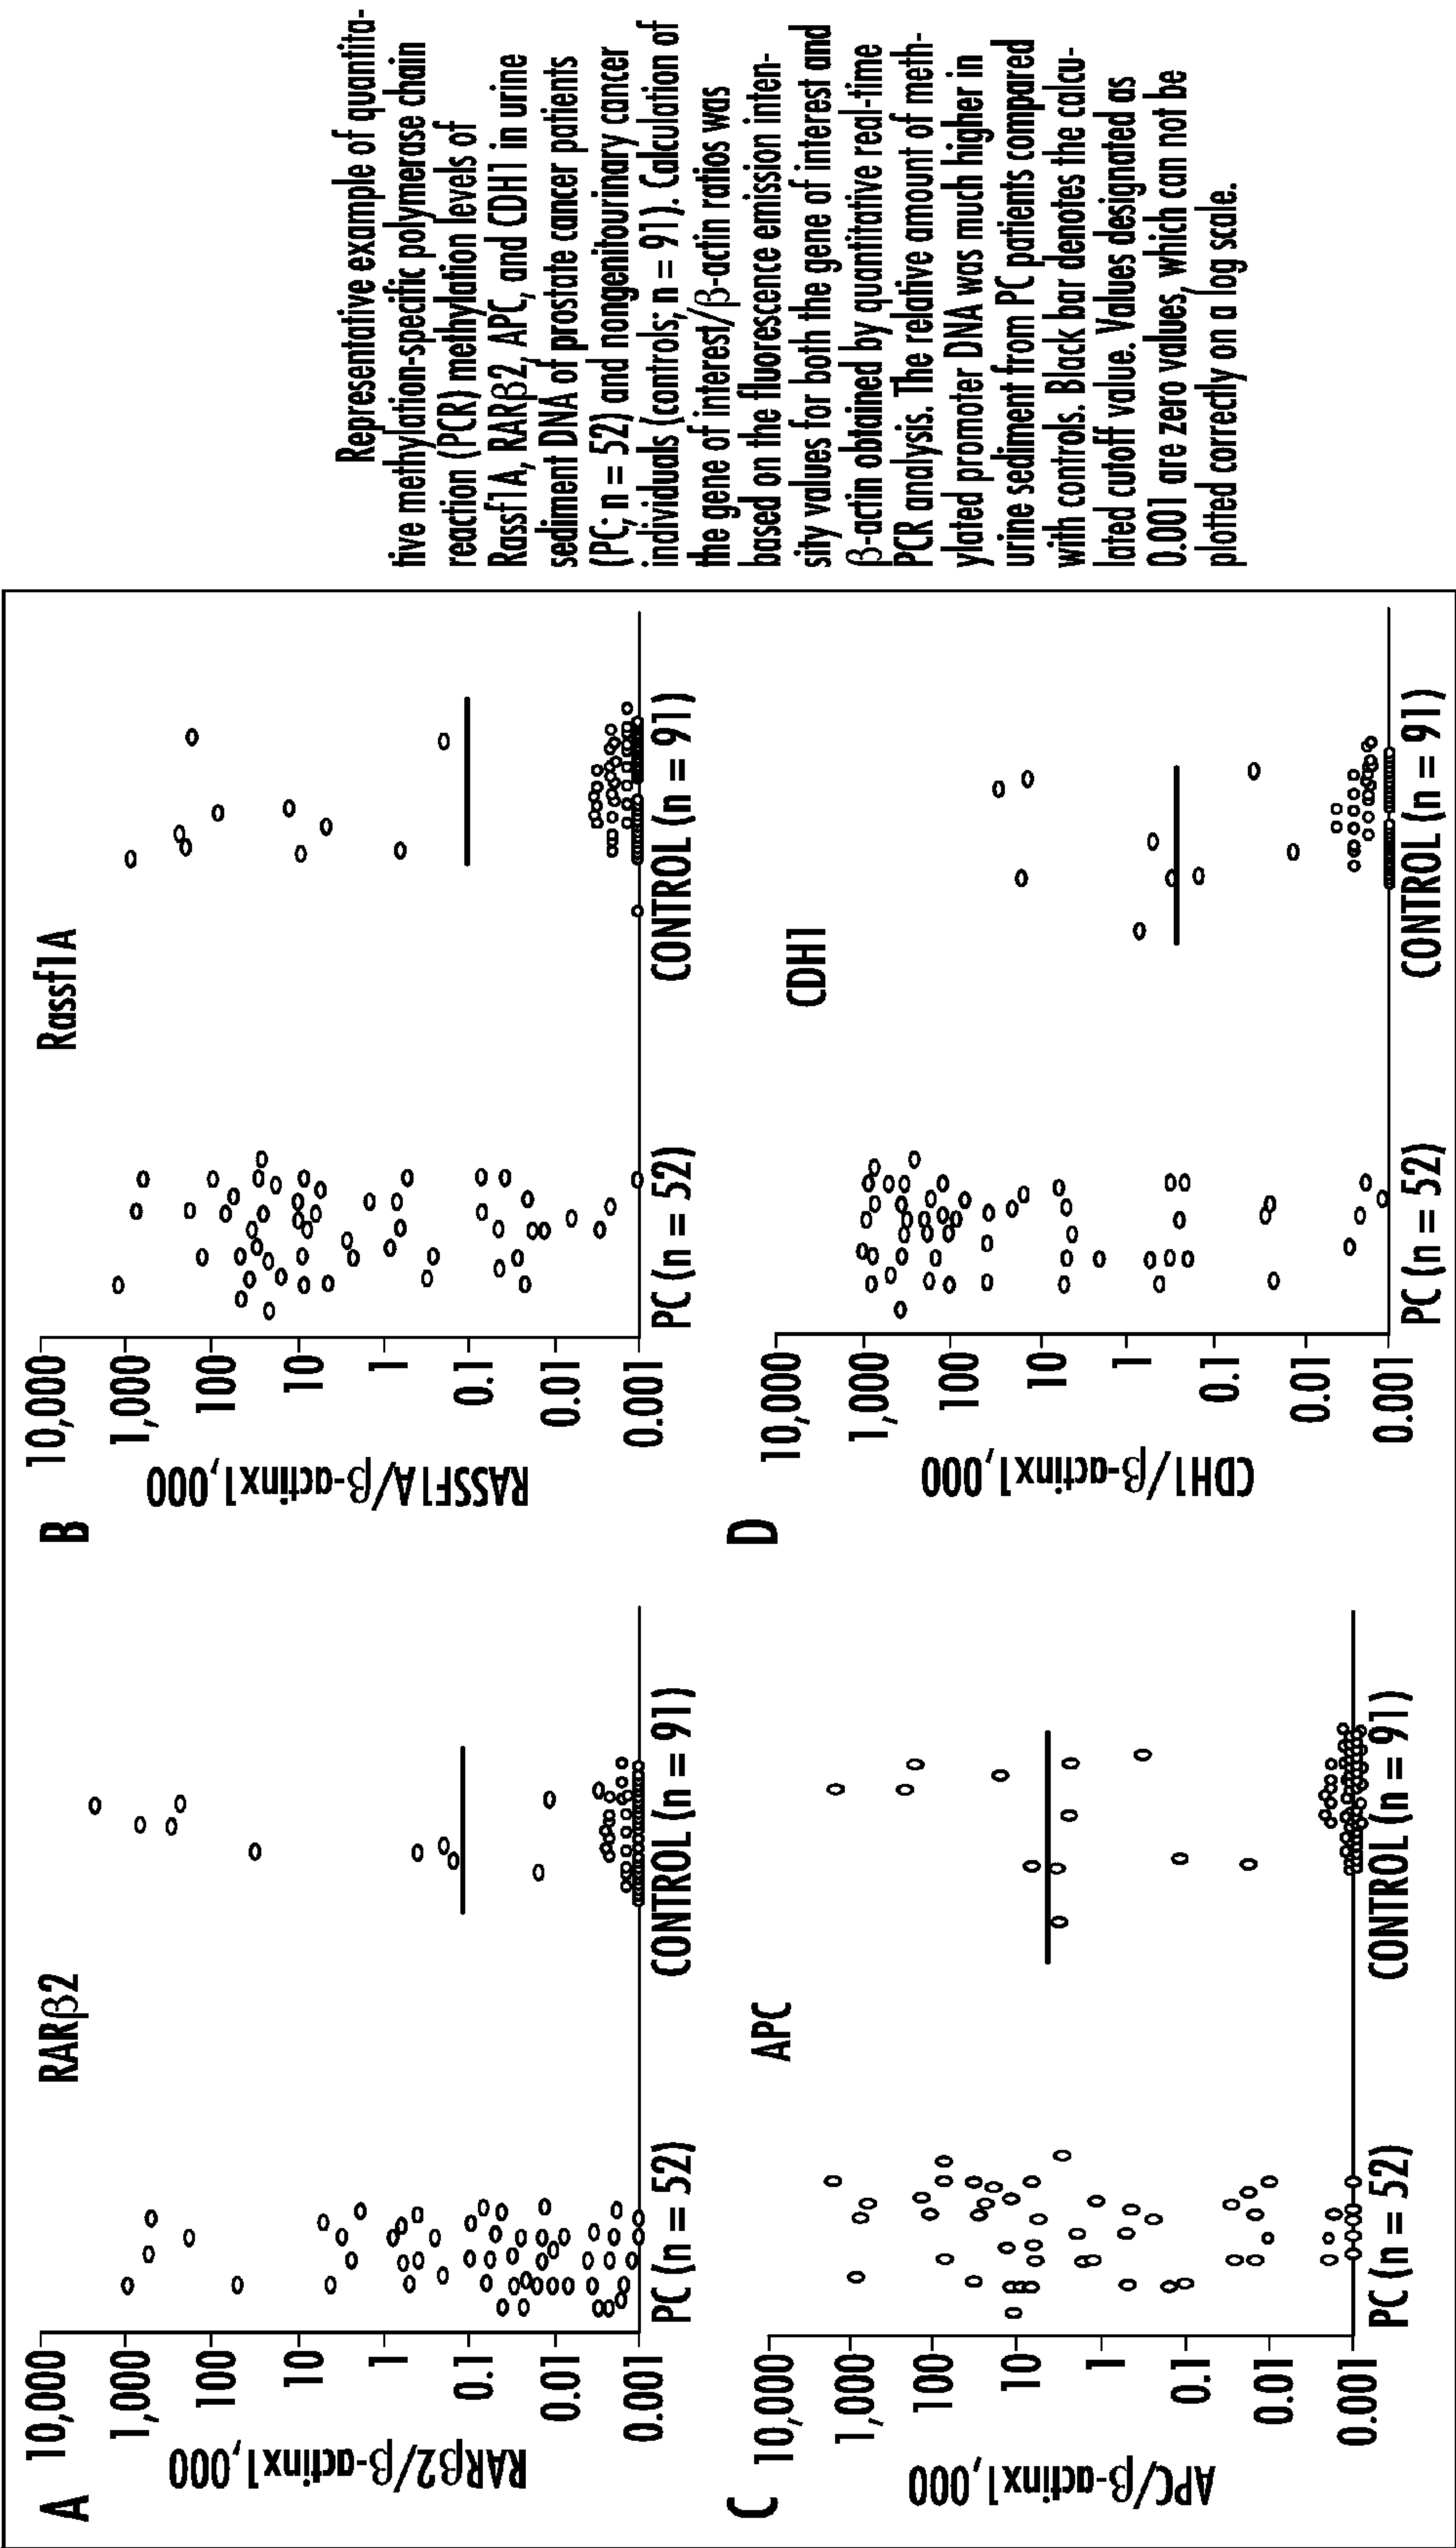 A
RARβ2
RARβ2/β-actinx1,000
10,000
1,000
100
10
1
0.1
0.01
0.001
PC (n = 52)
CONTROL (n = 91)
B
Rassf1A
RASSF1A/β-actinx1,000
10,000
1,000
100
10
1
0.1
0.01
0.001
PC (n = 52)
CONTROL (n = 91)
C
APC
APC/β-actinx1,000
10,000
1,000
100
10
1
0.1
0.01
0.001
PC (n = 52)
CONTROL (n = 91)
D
CDH1
CDH1/β-actinx1,000
10,000
1,000
100
10
1
0.1
0.01
0.001
PC (n = 52)
CONTROL (n = 91)
Representative example of quantita-
tive methylation-specific polymerase chain
reaction (PCR) methylation levels of
Rassf1A, RARβ2, APC, and CDH1 in urine
sediment DNA of prostate cancer patients
(PC; n = 52) and nongenitourinary cancer
individuals (controls; n = 91). Calculation of
the gene of interest/β-actin ratios was
based on the fluorescence emission inten-
sity values for both the gene of interest and
β-actin obtained by quantitative real-time
PCR analysis. The relative amount of meth-
ylated promoter DNA was much higher in
urine sediment from PC patients compared
with controls. Black bar denotes the calcu-
lated cutoff value. Values designated as
0.001 are zero values, which can not be
plotted correctly on a log scale.